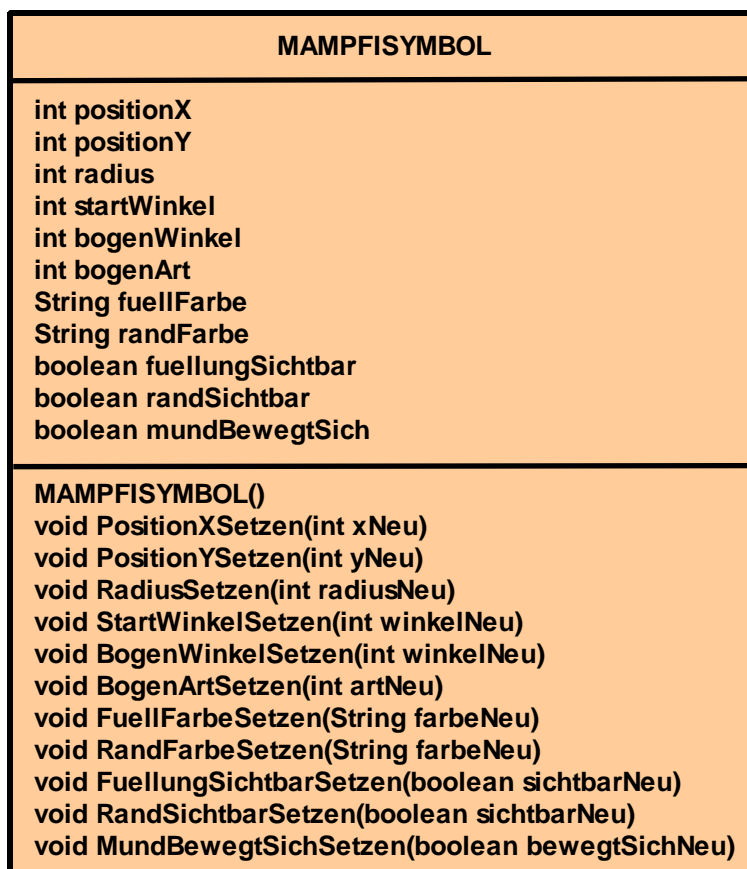 MAMPFISYMBOL
int positionX
int positionY
int radius
int startWinkel
int bogenWinkel
int bogenArt
String fuellFarbe
String randFarbe
boolean fuellungSichtbar
boolean randSichtbar
boolean mundBewegtSich
MAMPFISYMBOL()
void PositionXSetzen(int xNeu)
void PositionYSetzen(int yNeu)
void RadiusSetzen(int radiusNeu)
void StartWinkelSetzen(int winkelNeu)
void BogenWinkelSetzen(int winkelNeu)
void BogenArtSetzen(int artNeu)
void FuellFarbeSetzen(String farbeNeu)
void RandFarbeSetzen(String farbeNeu)
void FuellungSichtbarSetzen(boolean sichtbarNeu)
void RandSichtbarSetzen(boolean sichtbarNeu)
void MundBewegtSichSetzen(boolean bewegtSichNeu)